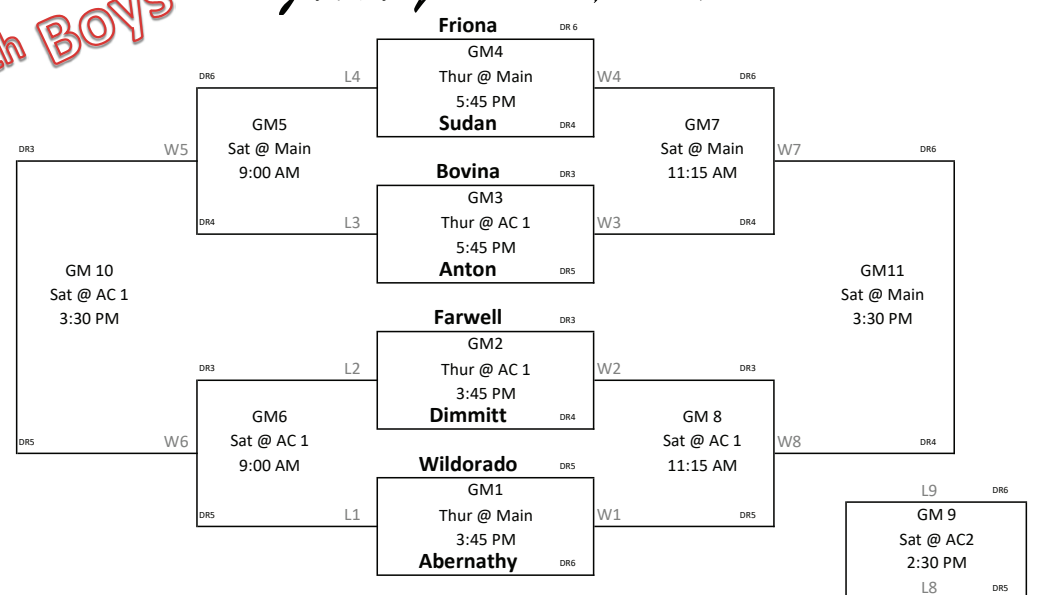 Boys
Friona DR 6
GM4
DR6 L4 Thur @ Main W4 DR6
5:45 PM
GM5 Sudan DR4 GM7
DR3 W5 Sat @ Main Sat @ Main W7 DR6
9:00 AM Bovina DR3 11:15 AM
GM3
DR4 L3 Thur @ AC 1 W3 DR4
5:45 PM
GM 10 Anton DR5 GM11
Sat @ AC 1 Sat @ Main
3:30 PM Farwell DR3 3:30 PM
GM2
DR3 L2 Thur @ AC 1 W2 DR3
3:45 PM
GM6 Dimmitt DR4 GM 8
DR5 W6 Sat @ AC 1 Sat @ AC 1 W8 DR4
9:00 AM Wildorado DR5 11:15 AM
GM1 L9 DR6
DR5 L1 Thur @ Main W1 DR5 GM 9
3:45 PM Sat @ AC2
Abernathy DR6 2:30 PM
L8 DR5